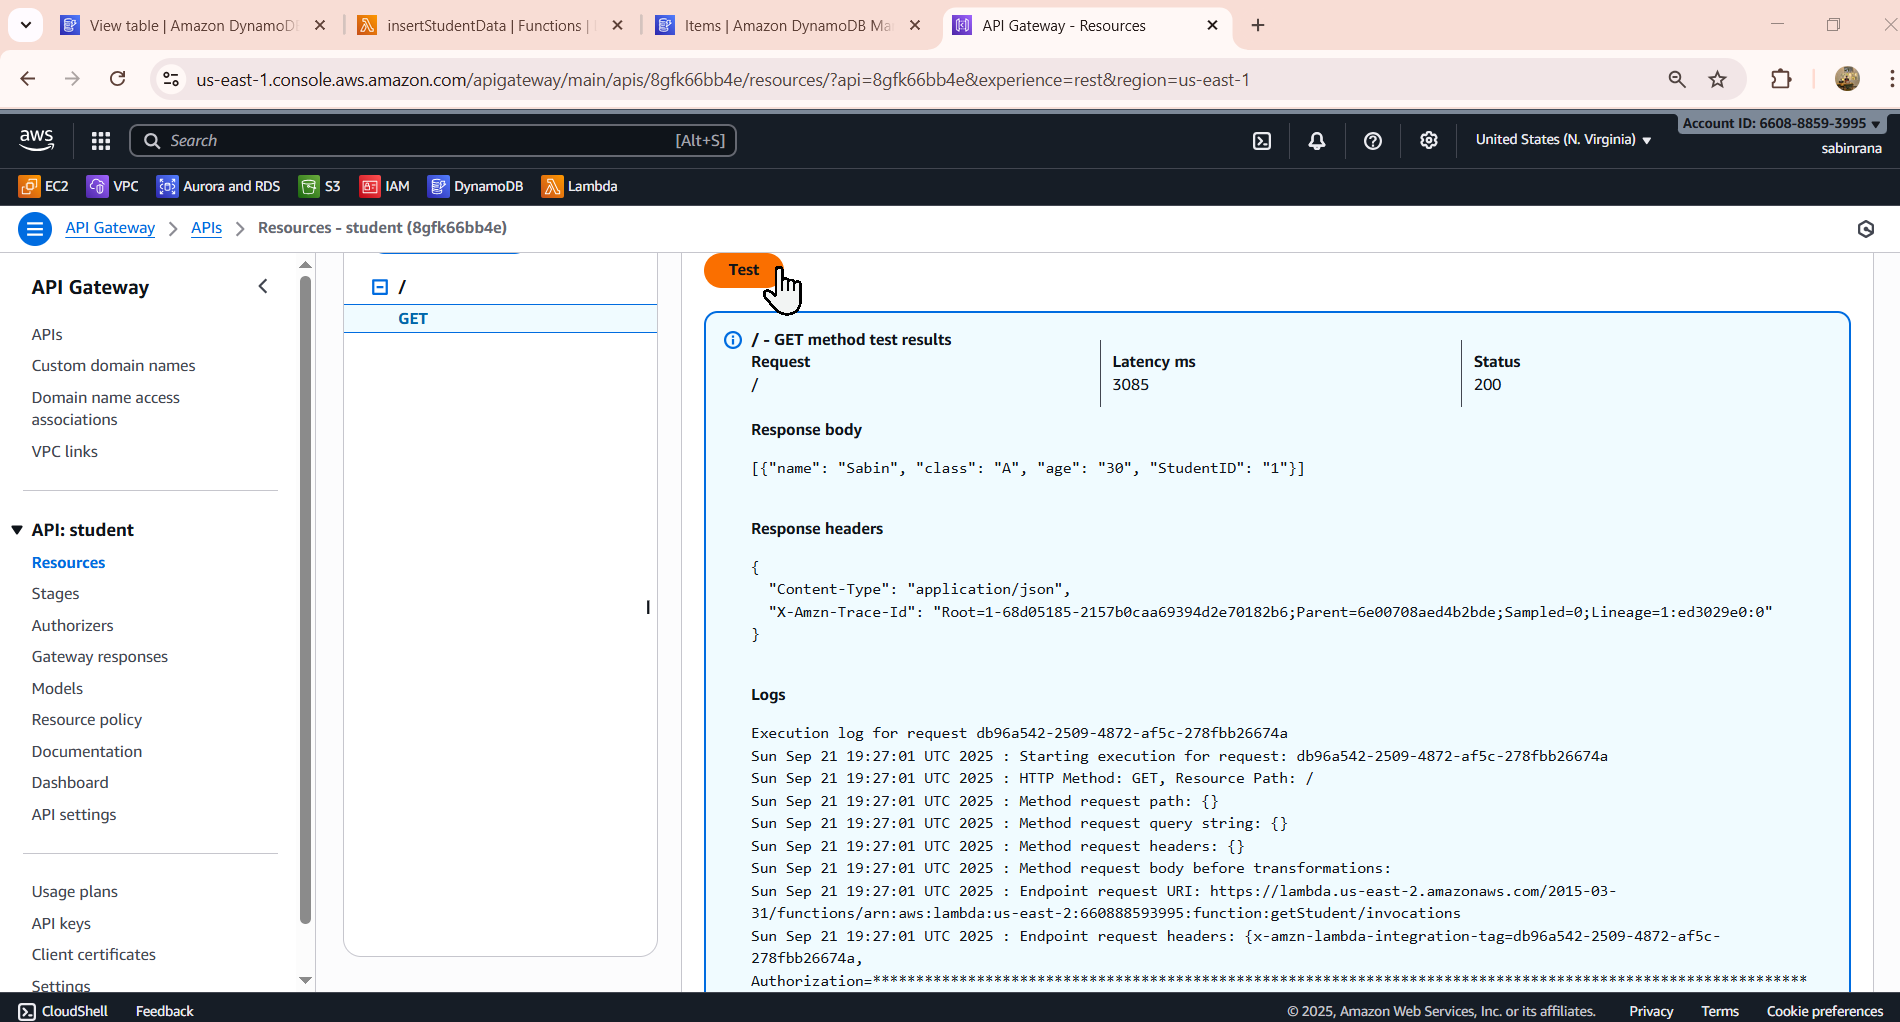 View table | Amazon DynamoDB
insertStudentData | Functions |
Items | Amazon DynamoDB Ma
API Gateway - Resources
us-east-1.console.aws.amazon.com/apigateway/main/apis/8gfk66bb4e/resources/?api=8gfk66bb4e&experience=rest&region=us-east-1
aws
Search
[Alt+S]
United States (N. Virginia)
Account ID: 6608-8859-3995
sabinrana
EC2
VPC
Aurora and RDS
S3
IAM
DynamoDB
Lambda
API Gateway > APIs > Resources - student (8gfk66bb4e)
API Gateway
APIs
Custom domain names
Domain name access
associations
VPC links
API: student
Resources
Stages
Authorizers
Gateway responses
Models
Resource policy
Documentation
Dashboard
API settings
Usage plans
API keys
Client certificates
Settings
/
GET
Test
/ - GET method test results
Request
/
Latency ms
3085
Status
200
Response body
[{"name": "Sabin", "class": "A", "age": "30", "StudentID": "1"}]
Response headers
{
"Content-Type": "application/json",
"X-Amzn-Trace-Id": "Root=1-68d05185-2157b0caa69394d2e70182b6;Parent=6e00708aed4b2bde;Sampled=0;Lineage=1:ed3029e0:0"
}
Logs
Execution log for request db96a542-2509-4872-af5c-278fbb26674a
Sun Sep 21 19:27:01 UTC 2025 : Starting execution for request: db96a542-2509-4872-af5c-278fbb26674a
Sun Sep 21 19:27:01 UTC 2025 : HTTP Method: GET, Resource Path: /
Sun Sep 21 19:27:01 UTC 2025 : Method request path: {}
Sun Sep 21 19:27:01 UTC 2025 : Method request query string: {}
Sun Sep 21 19:27:01 UTC 2025 : Method request headers: {}
Sun Sep 21 19:27:01 UTC 2025 : Method request body before transformations:
Sun Sep 21 19:27:01 UTC 2025 : Endpoint request URI: https://lambda.us-east-2.amazonaws.com/2015-03-
31/functions/arn:aws:lambda:us-east-2:660888593995:function:getStudent/invocations
Sun Sep 21 19:27:01 UTC 2025 : Endpoint request headers: {x-amzn-lambda-integration-tag=db96a542-2509-4872-af5c-
278fbb26674a,
Authorization=************************************************************************************************************
CloudShell
Feedback
© 2025, Amazon Web Services, Inc. or its affiliates.
Privacy
Terms
Cookie preferences